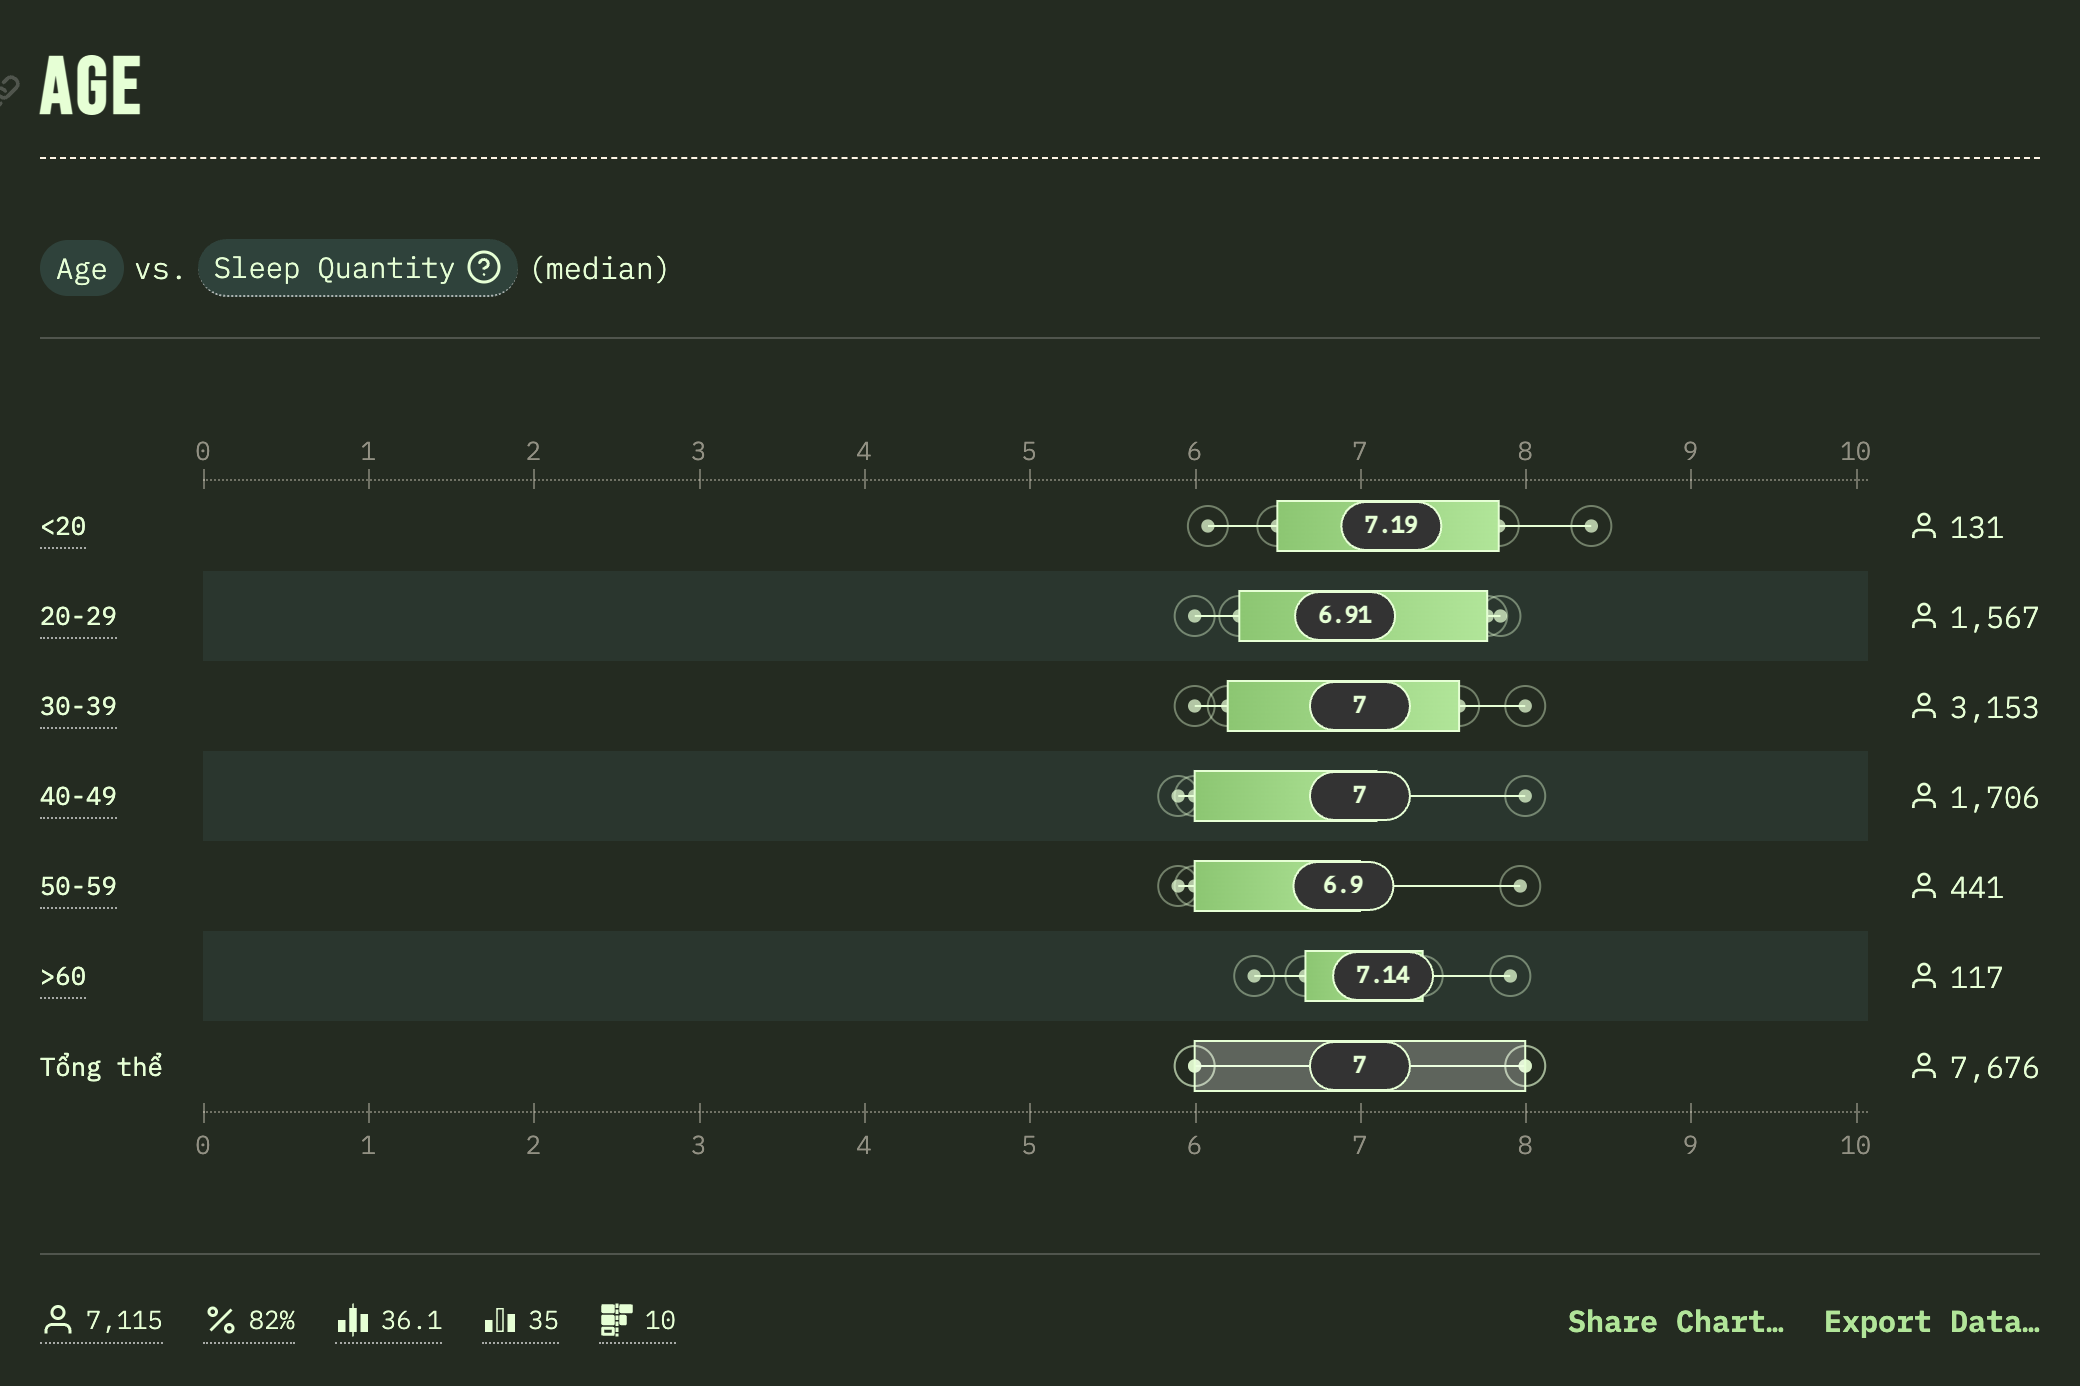 AGE
Age vs. Sleep Quantity (median)
0 1 2 3 4 5 6 7 8 9 10
<20 7.19 131
20-29 6.91 1,567
30-39 7 3,153
40-49 7 1,706
50-59 6.9 441
>60 7.14 117
Tổng thể 7 7,676
0 1 2 3 4 5 6 7 8 9 10
7,115 82% 36.1 35 10 Share Chart… Export Data…